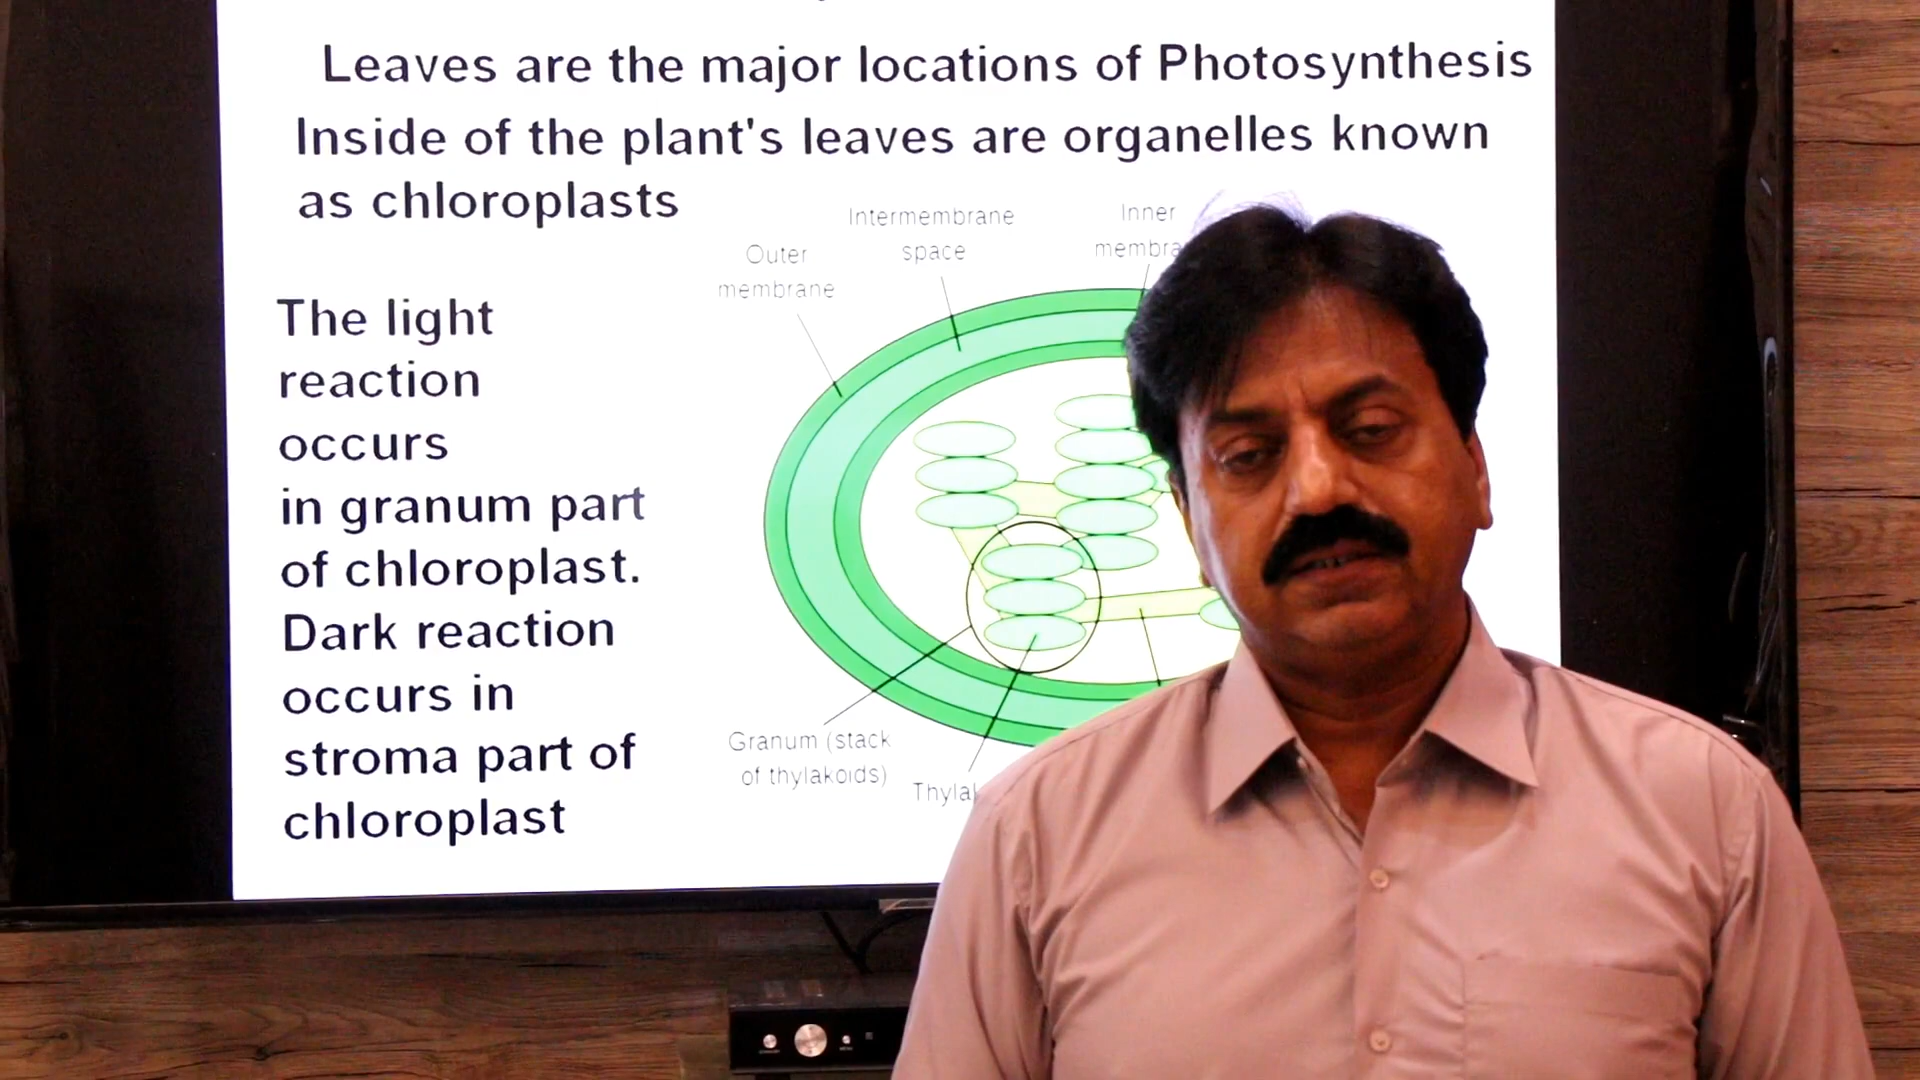 Leaves are the major locations of Photosynthesis
Inside of the plant's leaves are organelles known
as chloroplasts
The light
reaction
occurs
in granum part
of chloroplast.
Dark reaction
occurs in
stroma part of
chloroplast
Outer
membrane
Intermembrane
space
Inner
Granum (stack
of thylakoids)